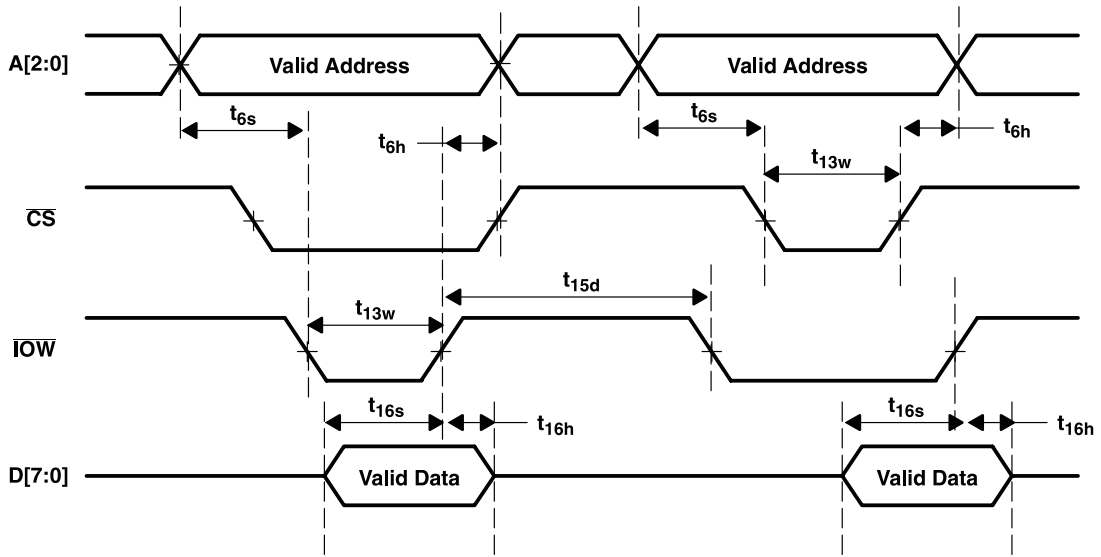 A[2:0] Valid Address Valid Address
t6s t6h t6s t6h
t13w
CS
t15d
t13w
IOW
t16s t16h t16s t16h
D[7:0] Valid Data Valid Data